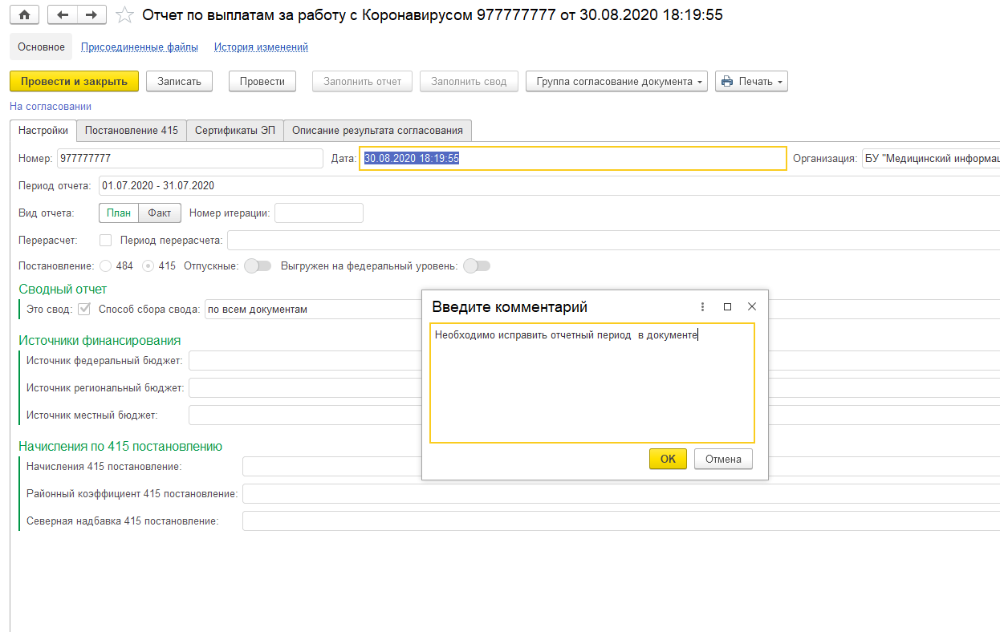 Отчет по выплатам за работу с Коронавирусом 977777777 от 30.08.2020 18:19:55
Основное Присоединенные файлы История изменений
Провести и закрыть Записать Провести Заполнить отчет Заполнить свод Группа согласование документа Печать
На согласовании
Настройки Постановление 415 Сертификаты ЭП Описание результата согласования
Номер: 977777777 Дата: 30.08.2020 18:19:55 Организация: БУ "Медицинский информац
Период отчета: 01.07.2020 - 31.07.2020
Вид отчета: План Факт Номер итерации:
Перерасчет: Период перерасчета:
Постановление: 484 415 Отпускные: Выгружен на федеральный уровень:
Сводный отчет
Это свод: Способ сбора свода: по всем документам
Источники финансирования
Источник федеральный бюджет:
Источник региональный бюджет:
Источник местный бюджет:
Начисления по 415 постановлению
Начисления 415 постановление:
Районный коэффициент 415 постановление:
Северная надбавка 415 постановление:
Введите комментарий
Необходимо исправить отчетный период  в документе
OK Отмена